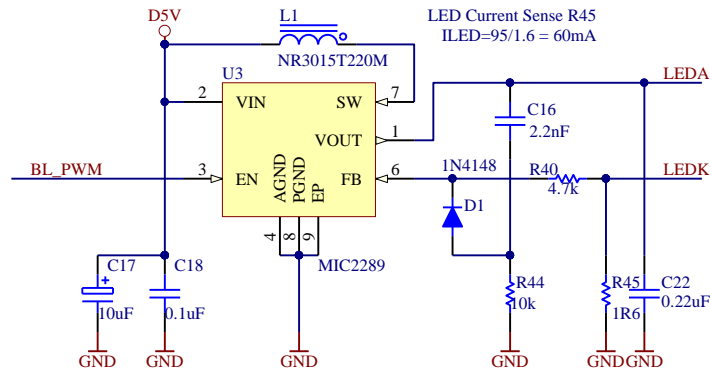 D5V
L1
NR3015T220M
LED Current Sense R45
ILED=95/1.6 = 60mA
U3
2
VIN
SW
7
LEDA
VOUT
1
C16
2.2nF
BL_PWM
3
EN
AGND
PGND
EP
FB
6
1N4148
R40
4.7k
LEDK
D1
4
8
9
MIC2289
C17
10uF
C18
0.1uF
R44
10k
R45
1R6
C22
0.22uF
GND
GND
GND
GND
GND
GND